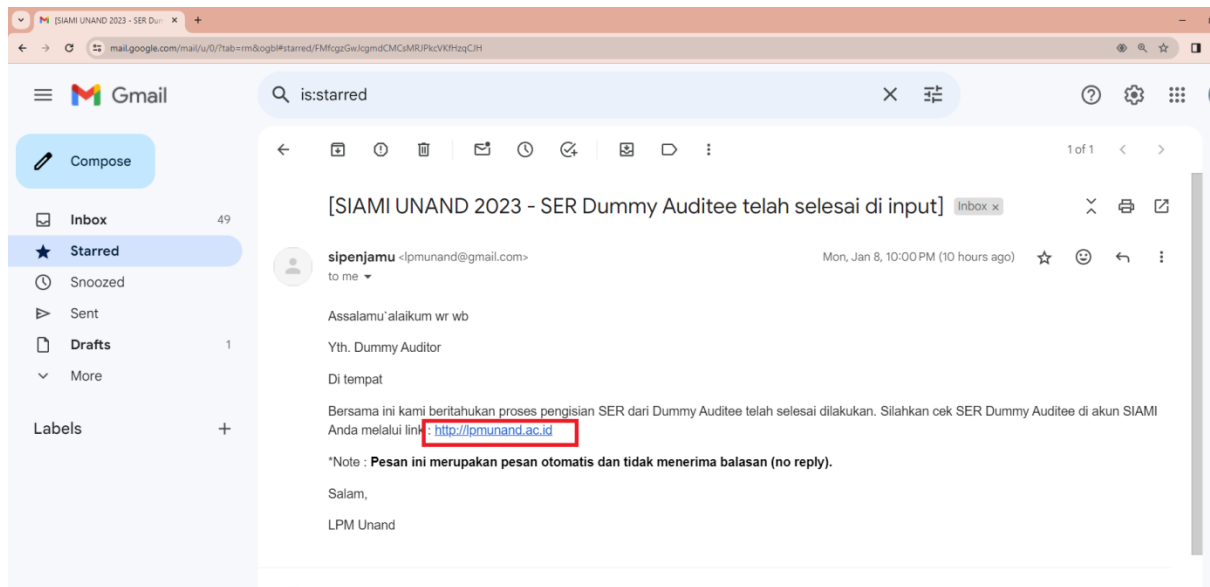 [SIAMI UNAND 2023 - SER Dum
mail.google.com/mail/u/0/?tab=rm&ogbl#starred/FMfcgzGwJcgmdCMCsMRJPkcVKfHzqCJH
Gmail
is:starred
Compose
1 of 1
Inbox 49
Starred
Snoozed
Sent
Drafts 1
More
Labels
[SIAMI UNAND 2023 - SER Dummy Auditee telah selesai di input] Inbox x
sipenjamu <lpmunand@gmail.com> Mon, Jan 8, 10:00 PM (10 hours ago)
to me
Assalamu`alaikum wr wb
Yth. Dummy Auditor
Di tempat
Bersama ini kami beritahukan proses pengisian SER dari Dummy Auditee telah selesai dilakukan. Silahkan cek SER Dummy Auditee di akun SIAMI
Anda melalui link : http://lpmunand.ac.id
*Note : Pesan ini merupakan pesan otomatis dan tidak menerima balasan (no reply).
Salam,
LPM Unand